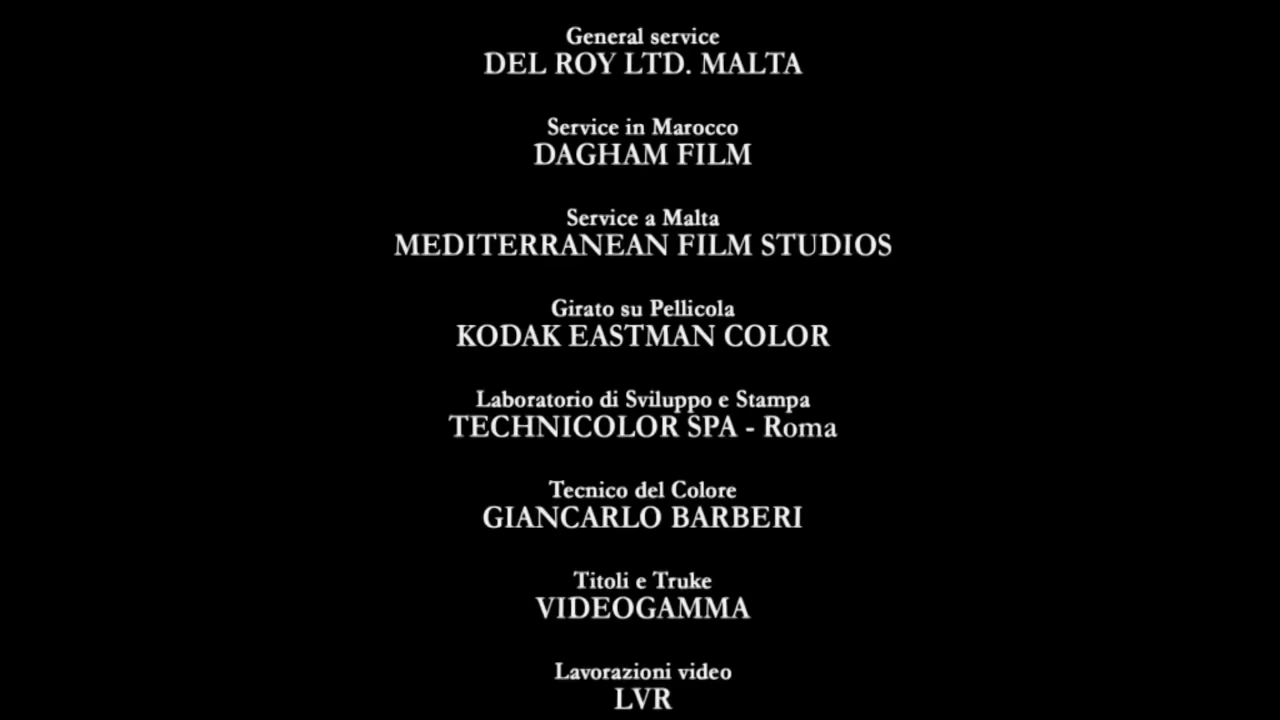 General service
DEL ROY LTD. MALTA
Service in Marocco
DAGHAM FILM
Service a Malta
MEDITERRANEAN FILM STUDIOS
Girato su Pellicola
KODAK EASTMAN COLOR
Laboratorio di Sviluppo e Stampa
TECHNICOLOR SPA - Roma
Tecnico del Colore
GIANCARLO BARBERI
Titoli e Truke
VIDEOGAMMA
Lavorazioni video
LVR